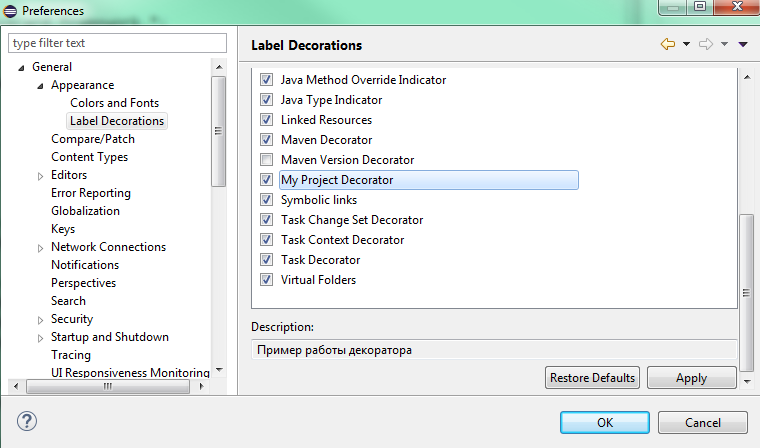 Preferences
type filter text
General
Appearance
Colors and Fonts
Label Decorations
Compare/Patch
Content Types
Editors
Error Reporting
Globalization
Keys
Network Connections
Notifications
Perspectives
Search
Security
Startup and Shutdown
Tracing
UI Responsiveness Monitoring
Label Decorations
Java Method Override Indicator
Java Type Indicator
Linked Resources
Maven Decorator
Maven Version Decorator
My Project Decorator
Symbolic links
Task Change Set Decorator
Task Context Decorator
Task Decorator
Virtual Folders
Description:
Пример работы декоратора
Restore Defaults
Apply
?
OK
Cancel